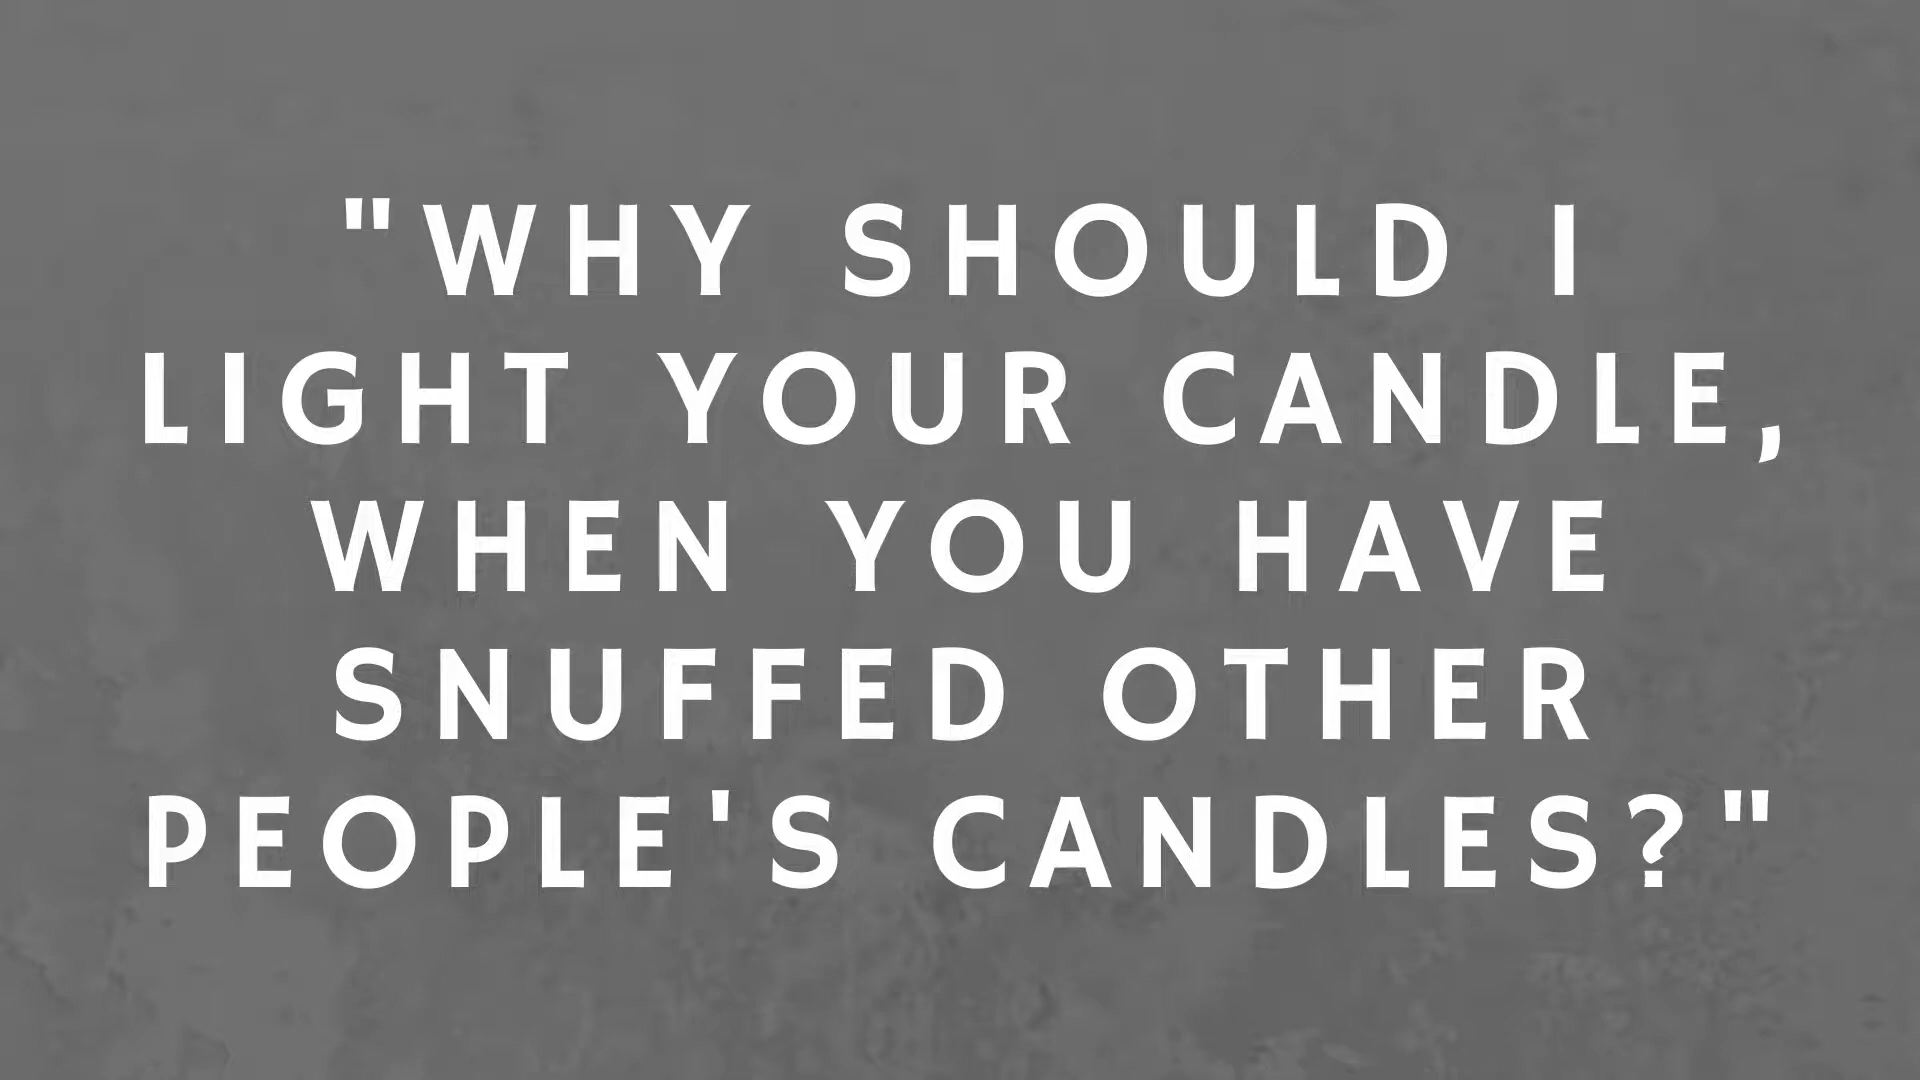 "WHY SHOULD I
LIGHT YOUR CANDLE,
WHEN YOU HAVE
SNUFFED OTHER
PEOPLE'S CANDLES?"